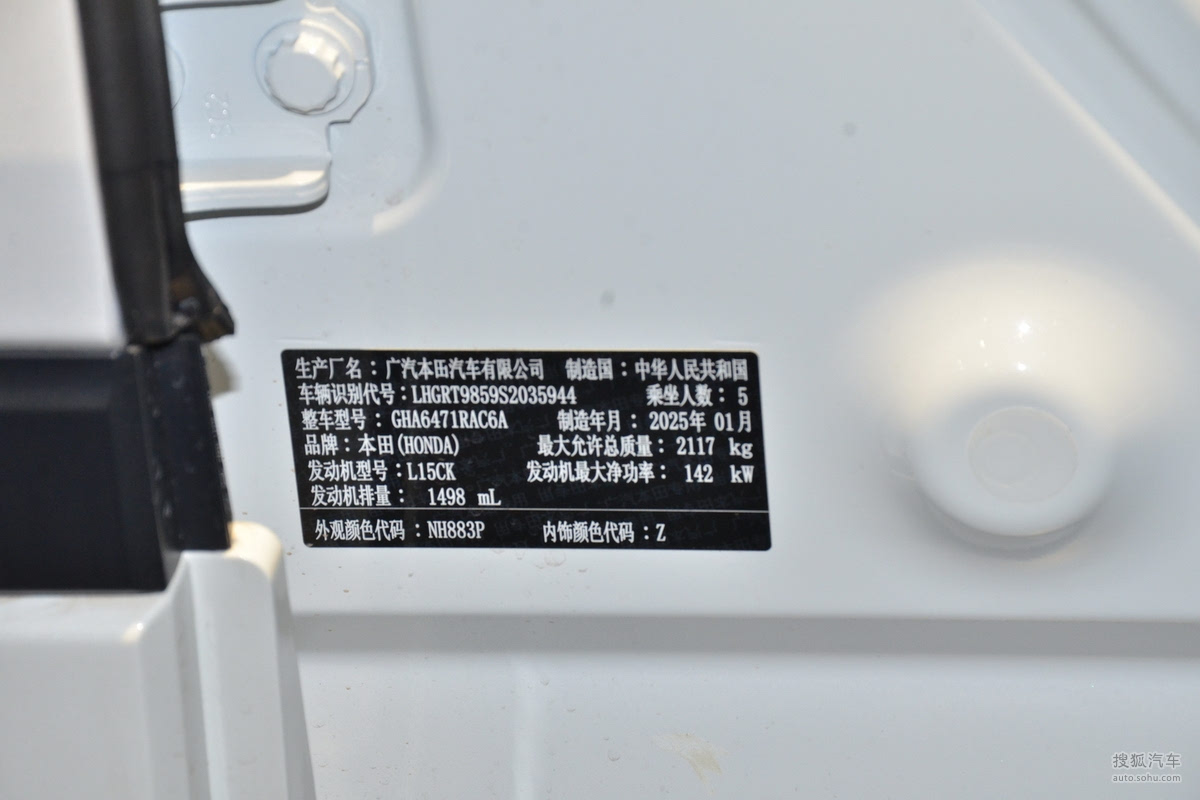 生产厂名：广汽本田汽车有限公司 制造国：中华人民共和国
车辆识别代号：LHGRT9859S2035944 乘坐人数：5
整车型号：GHA6471RAC6A 制造年月：2025年 01月
品牌：本田(HONDA) 最大允许总质量：2117 kg
发动机型号：L15CK 发动机最大净功率：142 kW
发动机排量：1498 mL
外观颜色代码：NH883P 内饰颜色代码：Z
搜狐汽车
auto.sohu.com